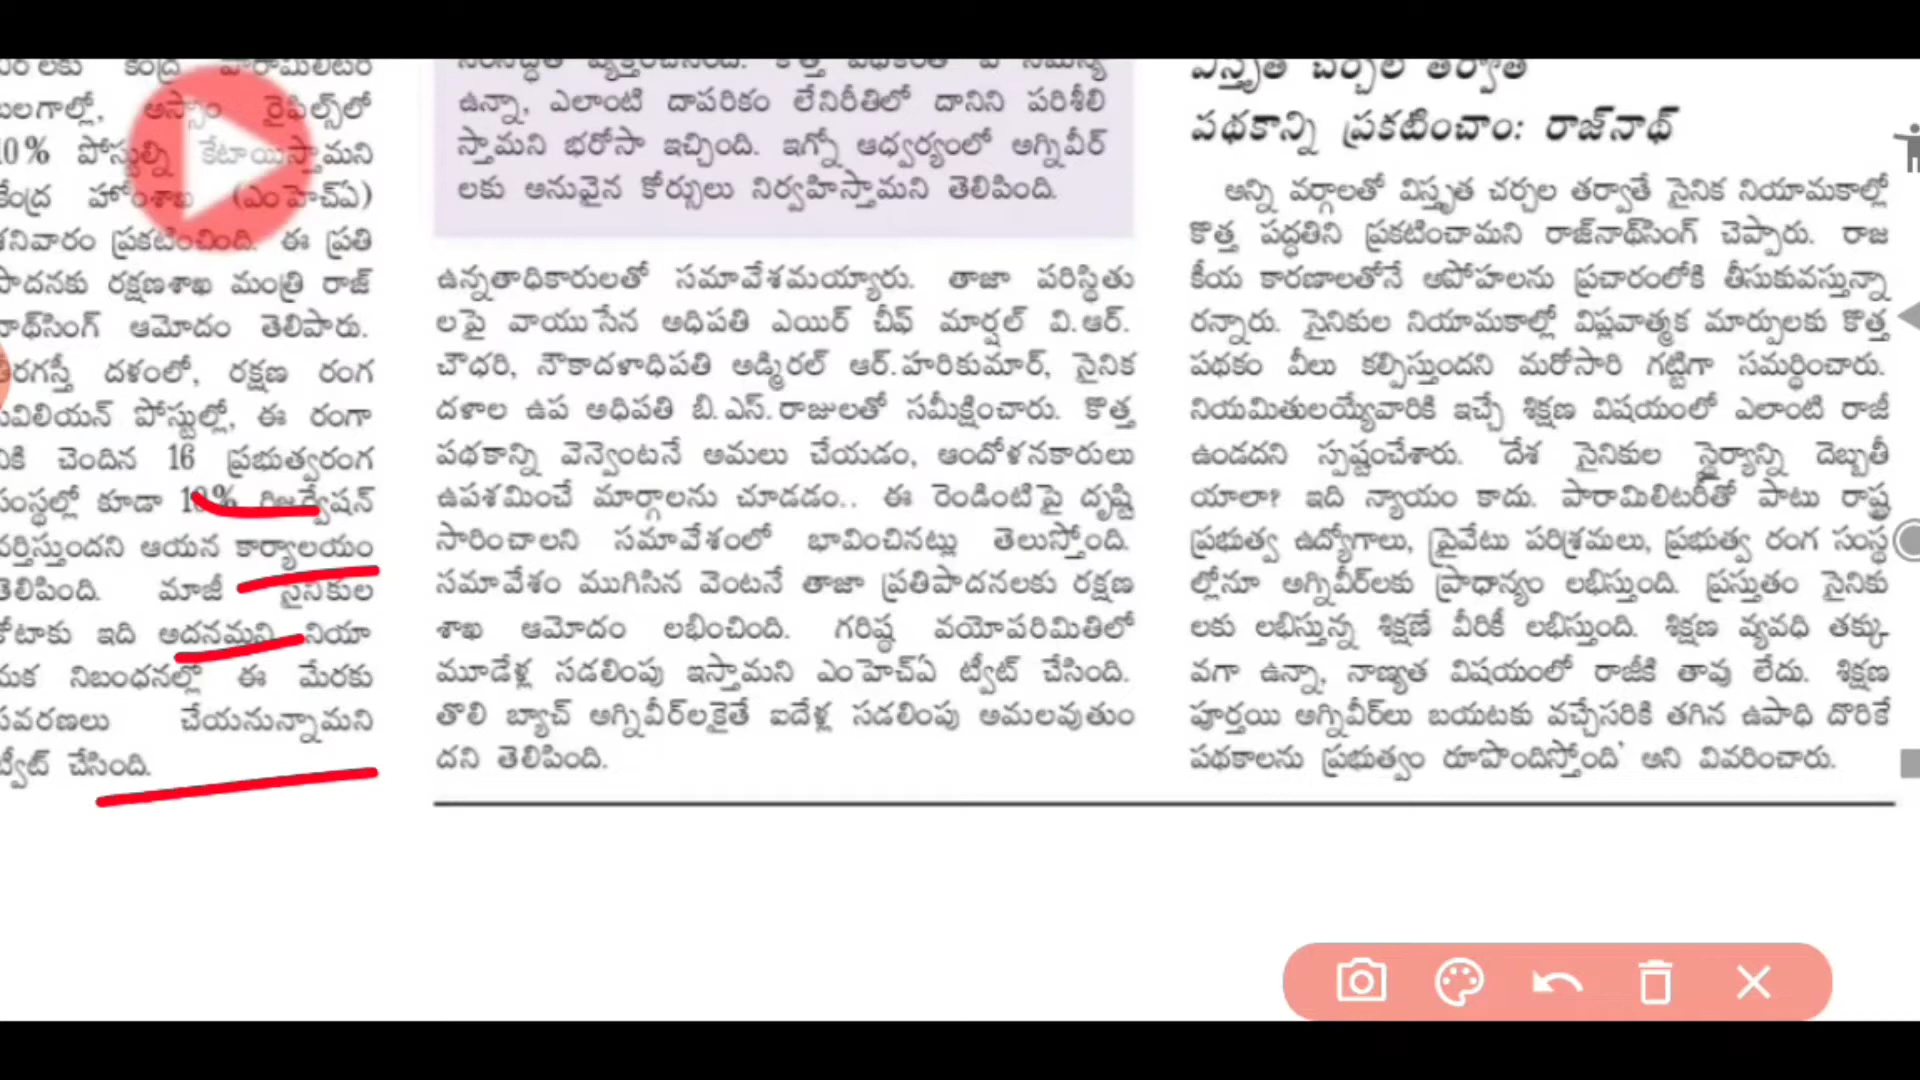 కేంద్ర పారామిలిటరీ
అస్సాం రైఫిల్స్‌లో
10% పోస్టుల్ని కేటాయిస్తామని
కేంద్ర హోంశాఖ (ఎంహెచ్ఏ)
శనివారం ప్రకటించింది. ఈ ప్రతి
పాదనకు రక్షణశాఖ మంత్రి రాజ్
నాథ్‌సింగ్ ఆమోదం తెలిపారు.
దళంలో, రక్షణ రంగ
సివిలియన్ పోస్టుల్లో, ఈ రంగా
నికి చెందిన 16 ప్రభుత్వరంగ
సంస్థల్లో కూడా 10% రిజర్వేషన్
వర్తిస్తుందని ఆయన కార్యాలయం
తెలిపింది. మాజీ సైనికుల
కోటాకు ఇది అదనమని నియా
మక నిబంధనల్లో ఈ మేరకు
సవరణలు చేయనున్నామని
ట్వీట్ చేసింది.
ఉన్నా, ఎలాంటి దాపరికం లేనిరీతిలో దానిని పరిశీలి
స్తామని భరోసా ఇచ్చింది. ఇగ్నో ఆధ్వర్యంలో అగ్నివీర్
లకు అనువైన కోర్సులు నిర్వహిస్తామని తెలిపింది.
ఉన్నతాధికారులతో సమావేశమయ్యారు. తాజా పరిస్థితు
లపై వాయుసేన అధిపతి ఎయిర్ చీఫ్ మార్షల్ వి.ఆర్.
చౌధరి, నౌకాదళాధిపతి అడ్మిరల్ ఆర్.హరికుమార్, సైనిక
దళాల ఉప అధిపతి బి.ఎస్.రాజులతో సమీక్షించారు. కొత్త
పథకాన్ని వెన్వెంటనే అమలు చేయడం, ఆందోళనకారులు
ఉపశమించే మార్గాలను చూడడం.. ఈ రెండింటిపై దృష్టి
సారించాలని సమావేశంలో భావించినట్లు తెలుస్తోంది.
సమావేశం ముగిసిన వెంటనే తాజా ప్రతిపాదనలకు రక్షణ
శాఖ ఆమోదం లభించింది. గరిష్ఠ వయోపరిమితిలో
మూడేళ్ల సడలింపు ఇస్తామని ఎంహెచ్ఏ ట్వీట్ చేసింది.
తొలి బ్యాచ్ అగ్నివీర్‌లకైతే ఐదేళ్ల సడలింపు అమలవుతుం
దని తెలిపింది.
విస్తృత చర్చల తర్వాతే
పథకాన్ని ప్రకటించాం: రాజ్‌నాథ్
అన్ని వర్గాలతో విస్తృత చర్చల తర్వాతే సైనిక నియామకాల్లో
కొత్త పద్ధతిని ప్రకటించామని రాజ్‌నాథ్‌సింగ్ చెప్పారు. రాజ
కీయ కారణాలతోనే అపోహలను ప్రచారంలోకి తీసుకువస్తున్నా
రన్నారు. సైనికుల నియామకాల్లో విప్లవాత్మక మార్పులకు కొత్త
పథకం వీలు కల్పిస్తుందని మరోసారి గట్టిగా సమర్థించారు.
నియమితులయ్యేవారికి ఇచ్చే శిక్షణ విషయంలో ఎలాంటి రాజీ
ఉండదని స్పష్టంచేశారు. 'దేశ సైనికుల స్థైర్యాన్ని దెబ్బతీ
యాలా? ఇది న్యాయం కాదు. పారామిలిటరీతో పాటు రాష్ట్ర
ప్రభుత్వ ఉద్యోగాలు, ప్రైవేటు పరిశ్రమలు, ప్రభుత్వ రంగ సంస్థ
ల్లోనూ అగ్నివీర్‌లకు ప్రాధాన్యం లభిస్తుంది. ప్రస్తుతం సైనికు
లకు లభిస్తున్న శిక్షణే వీరికీ లభిస్తుంది. శిక్షణ వ్యవధి తక్కు
వగా ఉన్నా, నాణ్యత విషయంలో రాజీకి తావు లేదు. శిక్షణ
పూర్తయి అగ్నివీర్‌లు బయటకు వచ్చేసరికి తగిన ఉపాధి దొరికే
పథకాలను ప్రభుత్వం రూపొందిస్తోంది' అని వివరించారు.